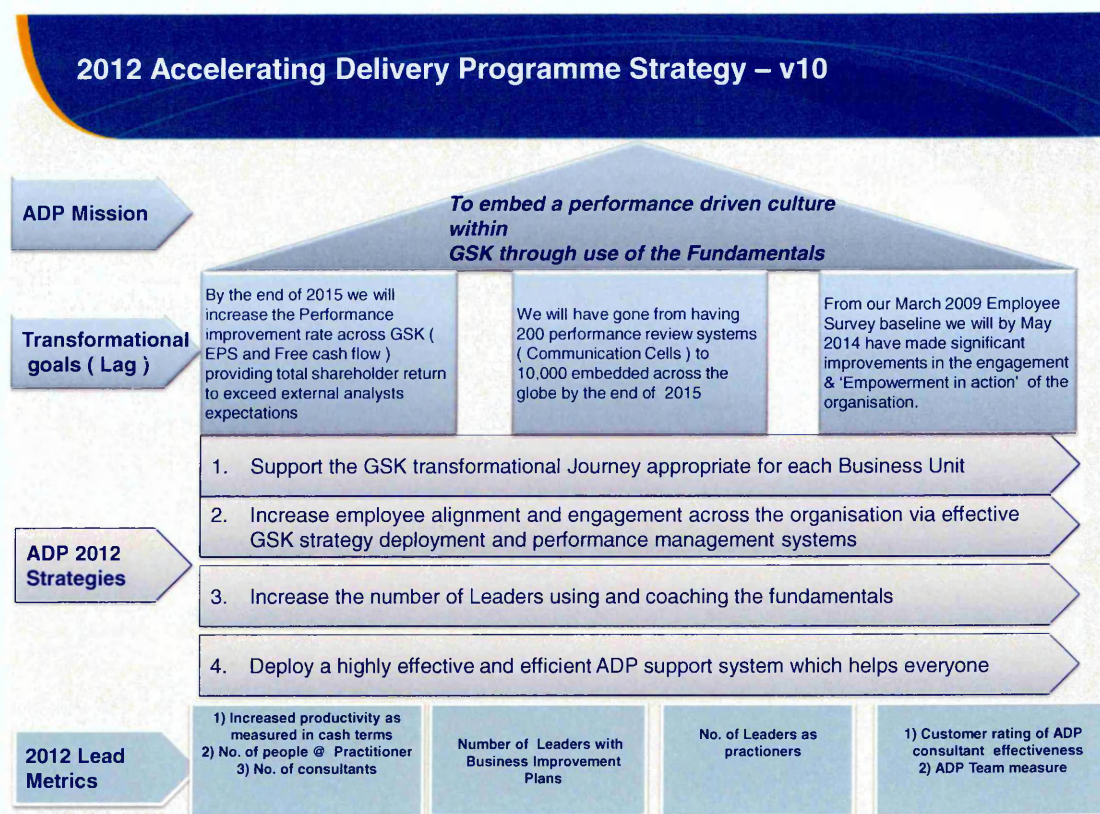 2012 Accelerating Delivery Programme Strategy – v10
ADP Mission
To embed a performance driven culture
within
GSK through use of the Fundamentals
Transformational
goals ( Lag )
By the end of 2015 we will
increase the Performance
improvement rate across GSK (
EPS and Free cash flow )
providing total shareholder return
to exceed external analysts
expectations
We will have gone from having
200 performance review systems
( Communication Cells ) to
10,000 embedded across the
globe by the end of 2015
From our March 2009 Employee
Survey baseline we will by May
2014 have made significant
improvements in the engagement
& 'Empowerment in action' of the
organisation.
ADP 2012
Strategies
1. Support the GSK transformational Journey appropriate for each Business Unit
2. Increase employee alignment and engagement across the organisation via effective
GSK strategy deployment and performance management systems
3. Increase the number of Leaders using and coaching the fundamentals
4. Deploy a highly effective and efficient ADP support system which helps everyone
2012 Lead
Metrics
1) Increased productivity as
measured in cash terms
2) No. of people @ Practitioner
3) No. of consultants
Number of Leaders with
Business Improvement
Plans
No. of Leaders as
practioners
1) Customer rating of ADP
consultant effectiveness
2) ADP Team measure